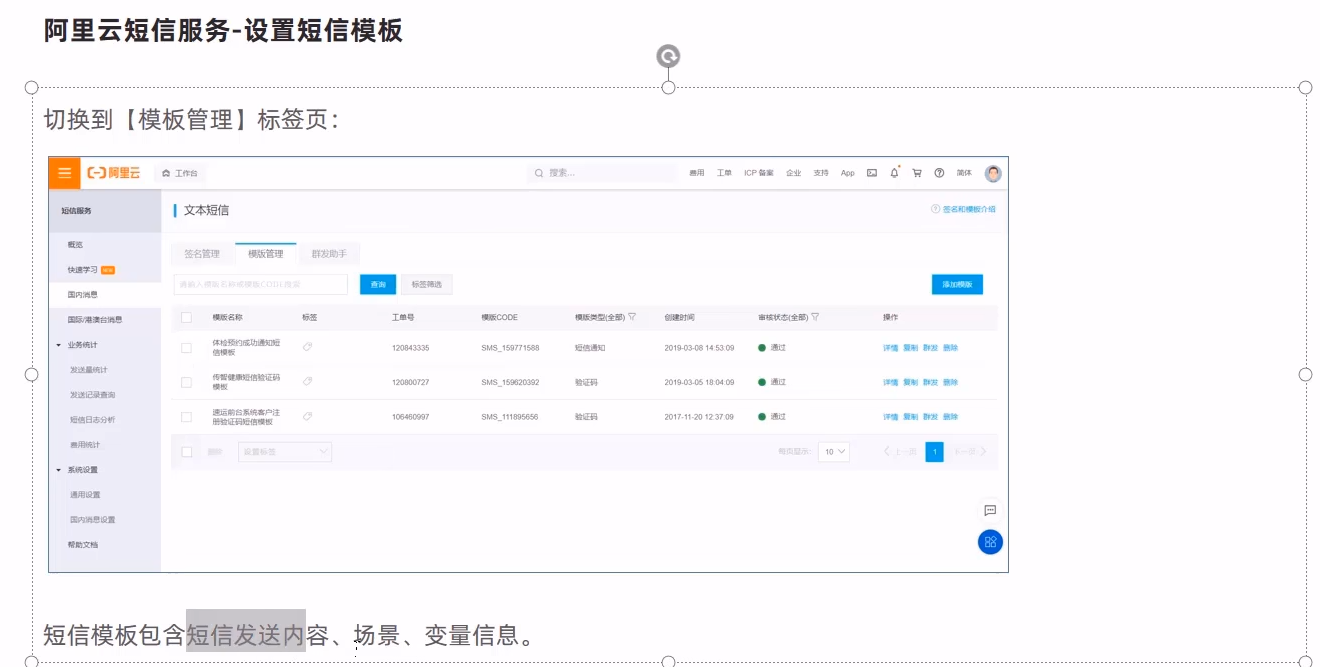 阿里云短信服务-设置短信模板
切换到【模板管理】标签页：
阿里云 工作台 搜索... 费用 工单 ICP 备案 企业 支持 App 简体
短信服务
文本短信
签名和模板介绍
概览
快速学习
国内消息
国际/港澳台消息
业务统计
发送量统计
发送记录查询
短信日志分析
费用统计
系统设置
通用设置
国内消息设置
帮助文档
签名管理 模版管理 群发助手
请输入模版名称或模版CODE搜索 查询 标签筛选 添加模版
模版名称 标签 工单号 模版CODE 模版类型(全部) 创建时间 审核状态(全部) 操作
体检预约成功通知短
信模板
120843335 SMS_159771588 短信通知 2019-03-08 14:53:09 通过 详情 复制 群发 删除
传智健康短信验证码
模板
120800727 SMS_159620392 验证码 2019-03-05 18:04:09 通过 详情 复制 群发 删除
速运前台系统客户注
册验证码短信模板
106460997 SMS_111895656 验证码 2017-11-20 12:37:09 通过 详情 复制 群发 删除
删除 设置标签 每页显示: 10 上一页 1 下一页
短信模板包含短信发送内容、场景、变量信息。